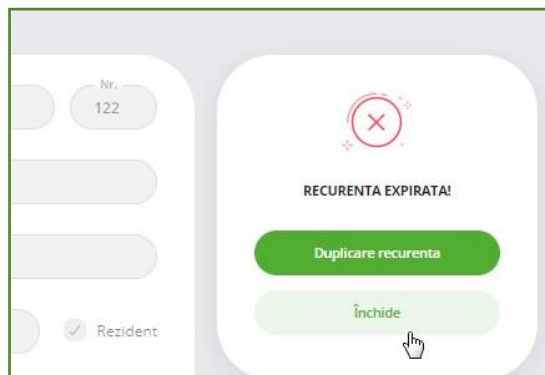 Nr.
122
RECURENTA EXPIRATA!
Duplicare recurenta
Închide
Rezident